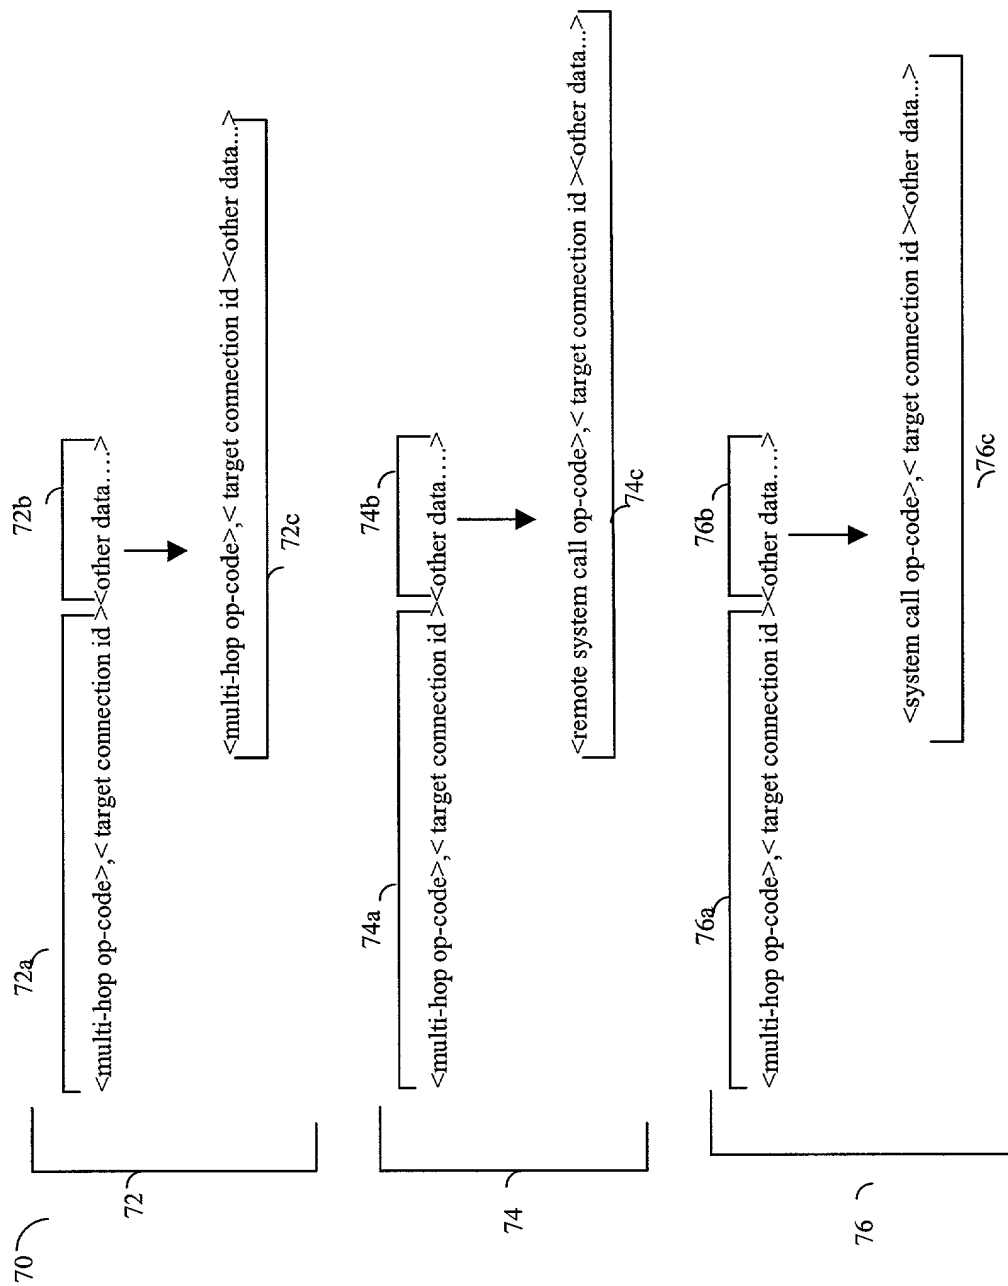 70
72
72a
72b
<multi-hop op-code>,< target connection id ><other data....>
<multi-hop op-code>,< target connection id ><other data...>
72c
74
74a
74b
<multi-hop op-code>,< target connection id ><other data....>
<remote system call op-code>,< target connection id ><other data...>
74c
76
76a
76b
<multi-hop op-code>,< target connection id ><other data....>
<system call op-code>,< target connection id ><other data...>
76c